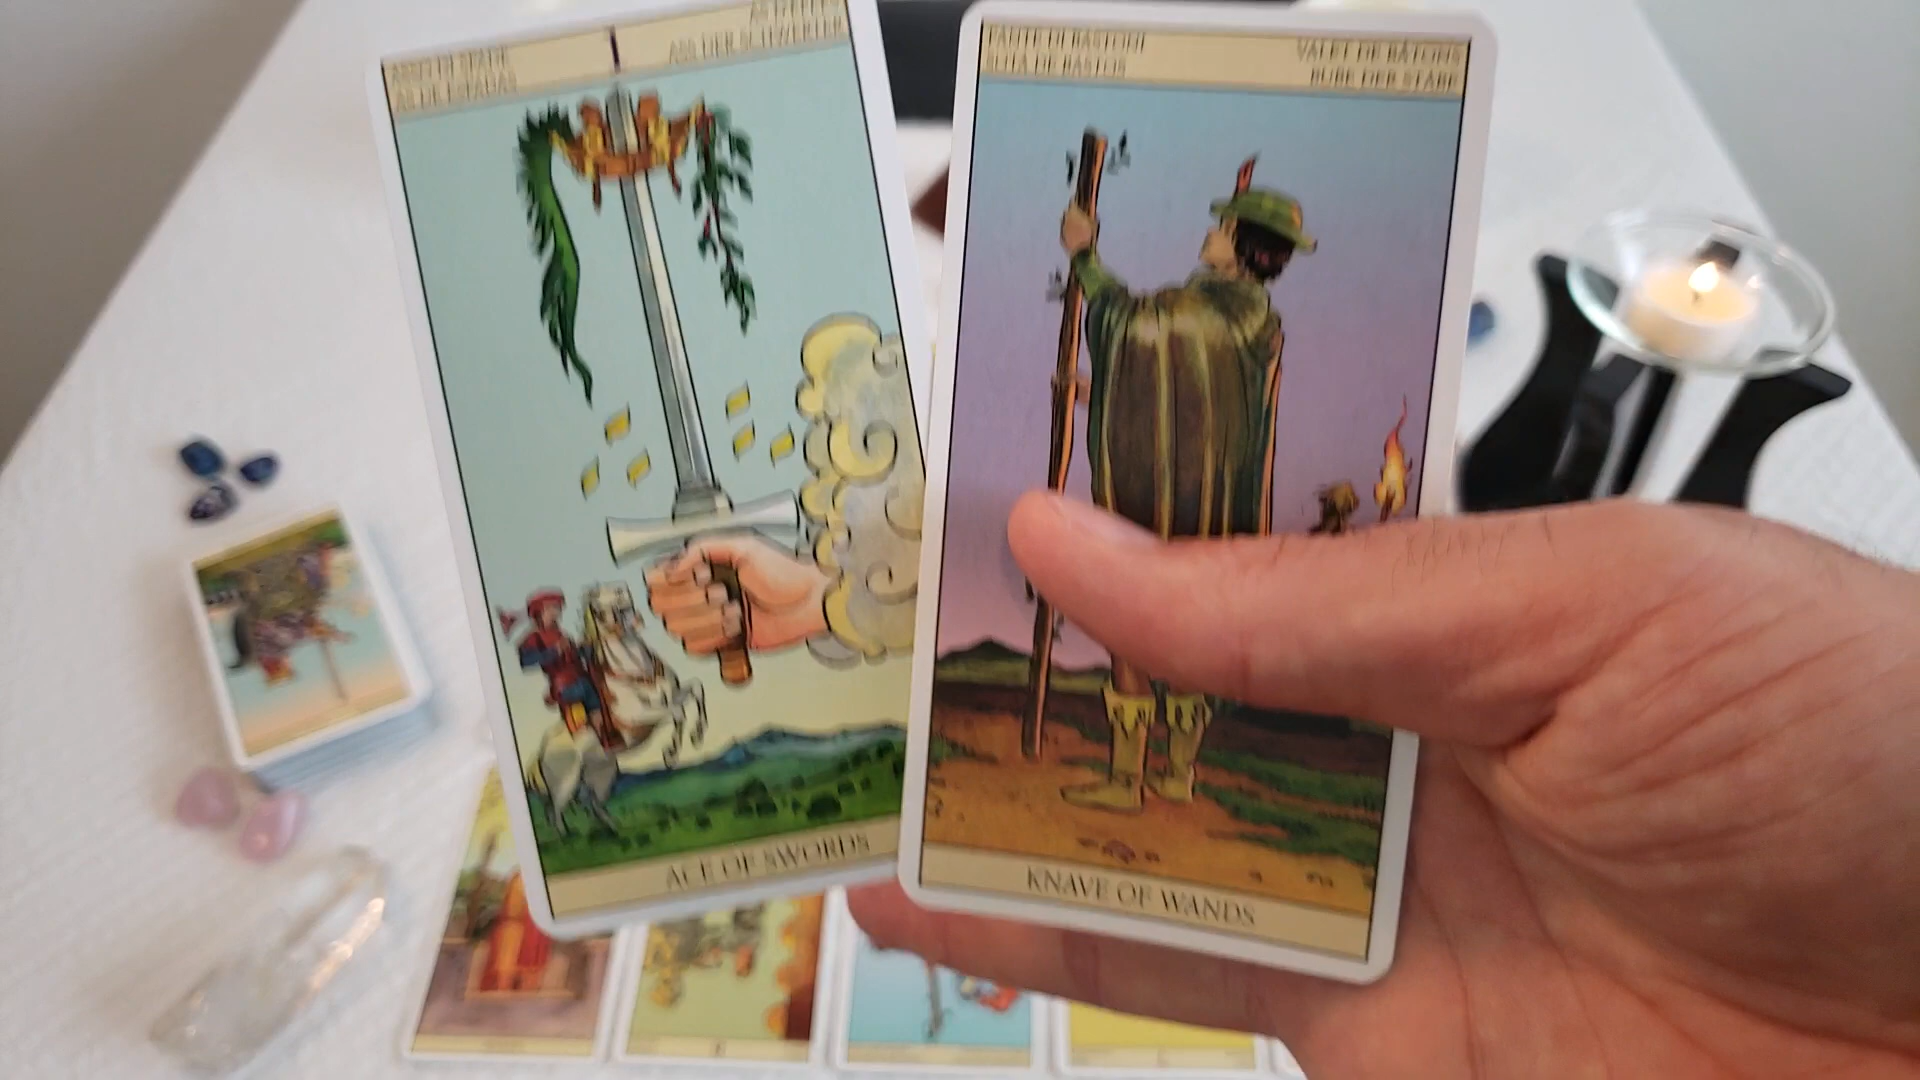 ASSO DI SPADE
AS DE ESPADAS
ASS DER SCHWERTER
ACE OF SWORDS
FANTE DI BASTONI
SOTA DE BASTOS
VALET DE BÂTONS
BUBE DER STÄBE
KNAVE OF WANDS